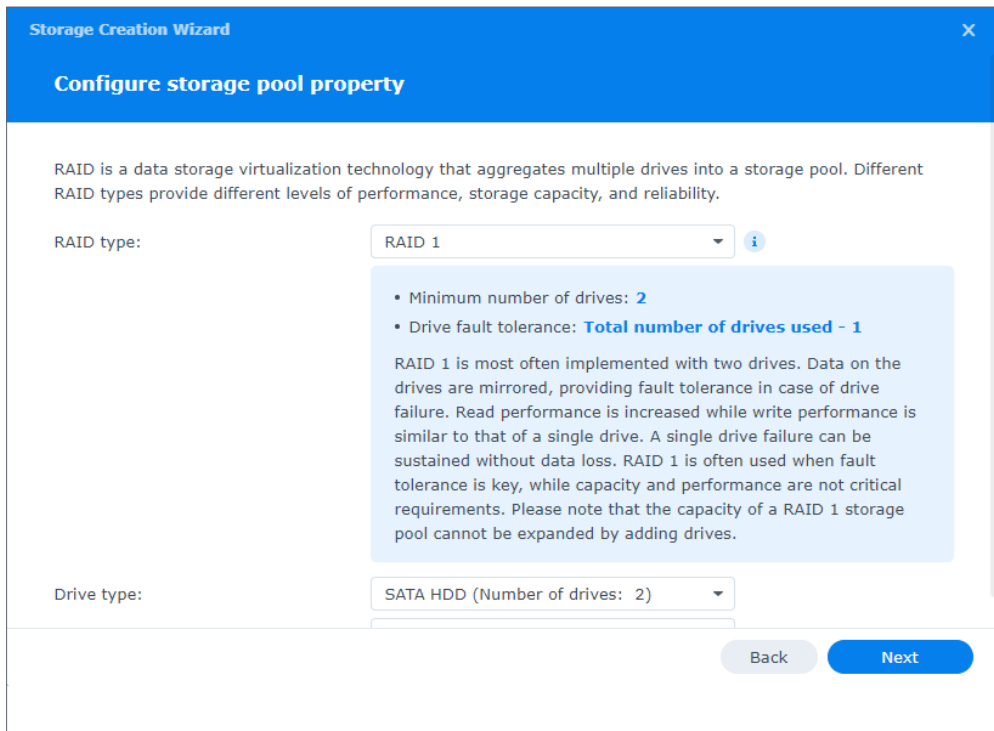 Storage Creation Wizard
Configure storage pool property
RAID is a data storage virtualization technology that aggregates multiple drives into a storage pool. Different
RAID types provide different levels of performance, storage capacity, and reliability.
RAID type:
RAID 1
• Minimum number of drives: 2
• Drive fault tolerance: Total number of drives used - 1
RAID 1 is most often implemented with two drives. Data on the
drives are mirrored, providing fault tolerance in case of drive
failure. Read performance is increased while write performance is
similar to that of a single drive. A single drive failure can be
sustained without data loss. RAID 1 is often used when fault
tolerance is key, while capacity and performance are not critical
requirements. Please note that the capacity of a RAID 1 storage
pool cannot be expanded by adding drives.
Drive type:
SATA HDD (Number of drives: 2)
Back
Next